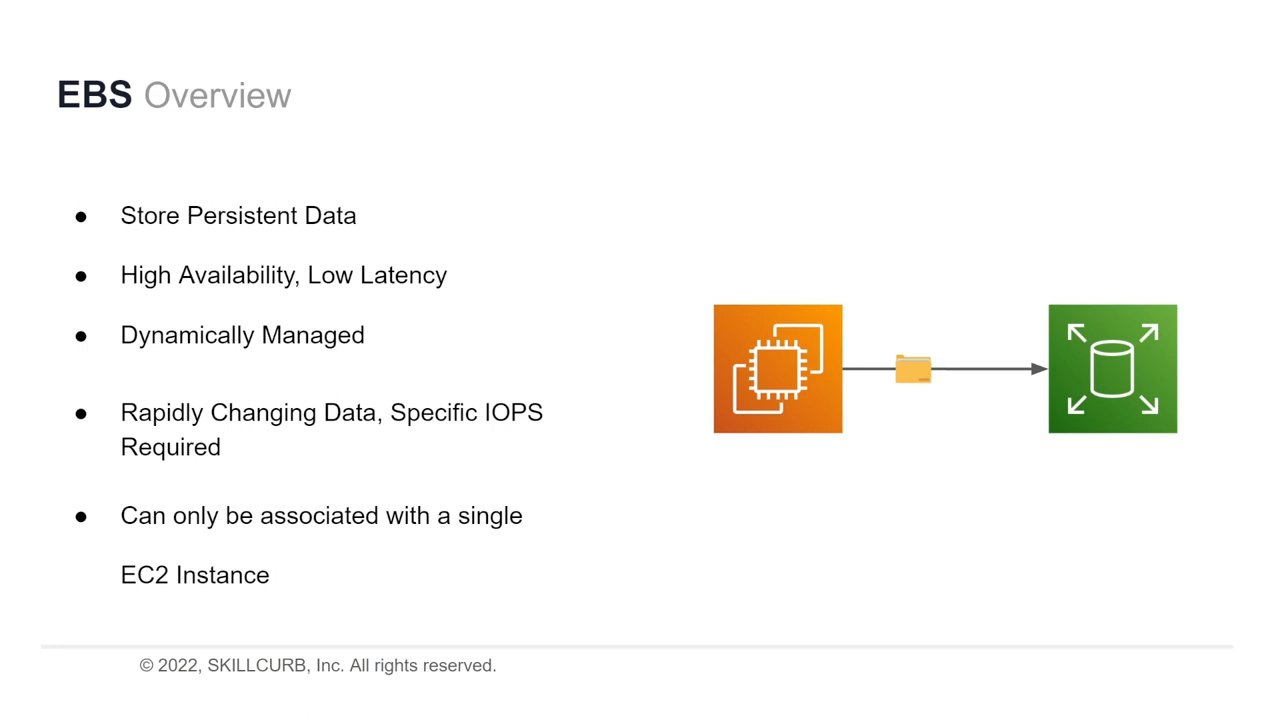 EBS Overview
● Store Persistent Data
● High Availability, Low Latency
● Dynamically Managed
● Rapidly Changing Data, Specific IOPS
Required
● Can only be associated with a single
EC2 Instance
© 2022, SKILLCURB, Inc. All rights reserved.